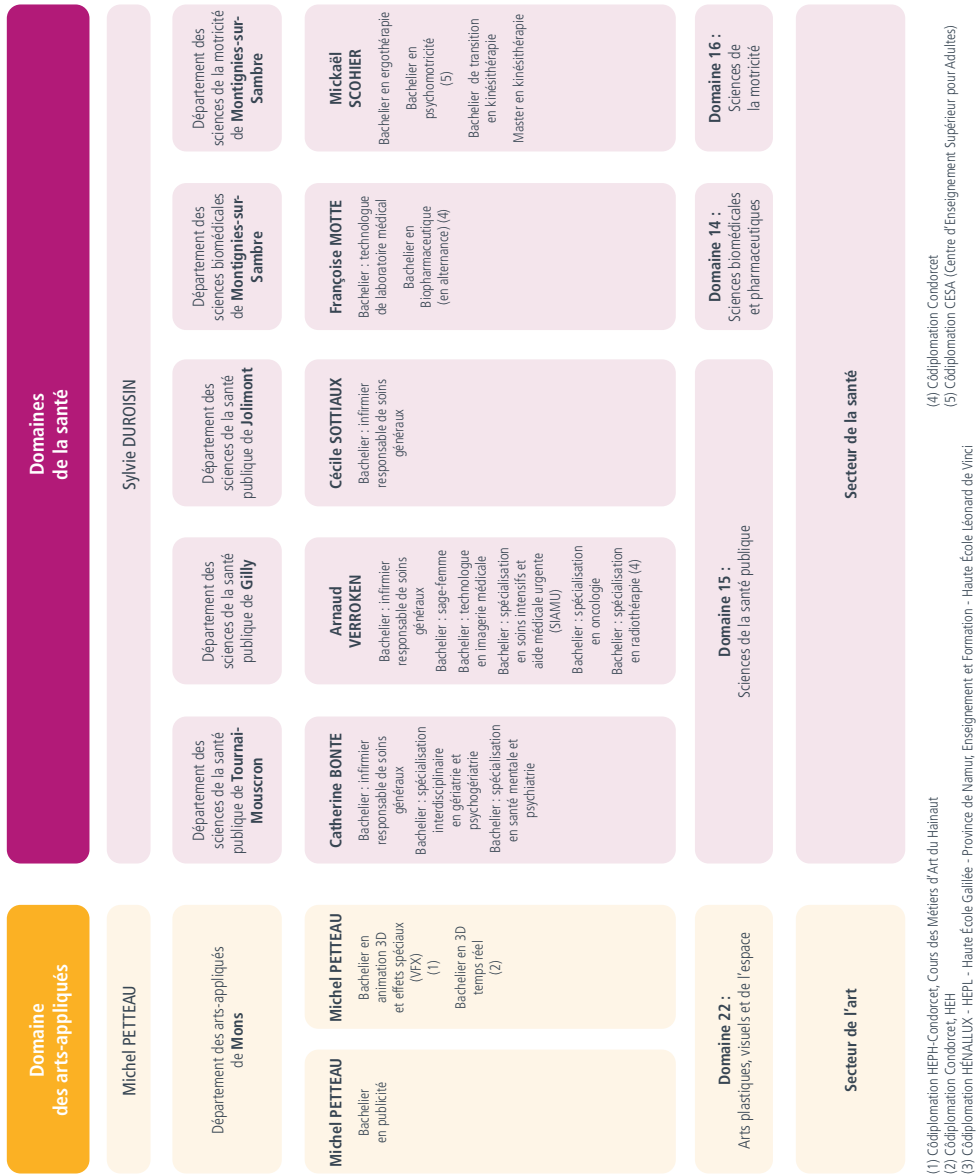 Domaine
des arts-appliqués
Domaines
de la santé
Michel PETTEAU
Sylvie DUROISIN
Département des arts-appliqués
de Mons
Département des
sciences de la santé
publique de Tournai-
Mouscron
Département des
sciences de la santé
publique de Gilly
Département des
sciences de la santé
publique de Jolimont
Département des
sciences biomédicales
de Montignies-sur-
Sambre
Département des
sciences de la motricité
de Montignies-sur-
Sambre
Michel PETTEAU
Bachelier
en publicité
Michel PETTEAU
Bachelier en
animation 3D
et effets spéciaux
(VFX)
(1)
Bachelier en 3D
temps réel
(2)
Catherine BONTE
Bachelier : infirmier
responsable de soins
généraux
Bachelier : spécialisation
interdisciplinaire
en gériatrie et
psychogériatrie
Bachelier : spécialisation
en santé mentale et
psychiatrie
Arnaud
VERROKEN
Bachelier : infirmier
responsable de soins
généraux
Bachelier : sage-femme
Bachelier : technologue
en imagerie médicale
Bachelier : spécialisation
en soins intensifs et
aide médicale urgente
(SIAMU)
Bachelier : spécialisation
en oncologie
Bachelier : spécialisation
en radiothérapie (4)
Cécile SOTTIAUX
Bachelier : infirmier
responsable de soins
généraux
Françoise MOTTE
Bachelier : technologue
de laboratoire médical
Bachelier en
Biopharmaceutique
(en alternance) (4)
Mickaël
SCOHIER
Bachelier en ergothérapie
Bachelier en
psychomotricité
(5)
Bachelier de transition
en kinésithérapie
Master en kinésithérapie
Domaine 22 :
Arts plastiques, visuels et de l'espace
Domaine 15 :
Sciences de la santé publique
Domaine 14 :
Sciences biomédicales
et pharmaceutiques
Domaine 16 :
Sciences de
la motricité
Secteur de l'art
Secteur de la santé
(1) Côdiplomation HEPH-Condorcet, Cours des Métiers d'Art du Hainaut
(2) Côdiplomation Condorcet, HEH
(3) Côdiplomation HÉNALLUX - HEPL - Haute École Galilée - Province de Namur, Enseignement et Formation - Haute École Léonard de Vinci
(4) Côdiplomation Condorcet
(5) Côdiplomation CESA (Centre d'Enseignement Supérieur pour Adultes)